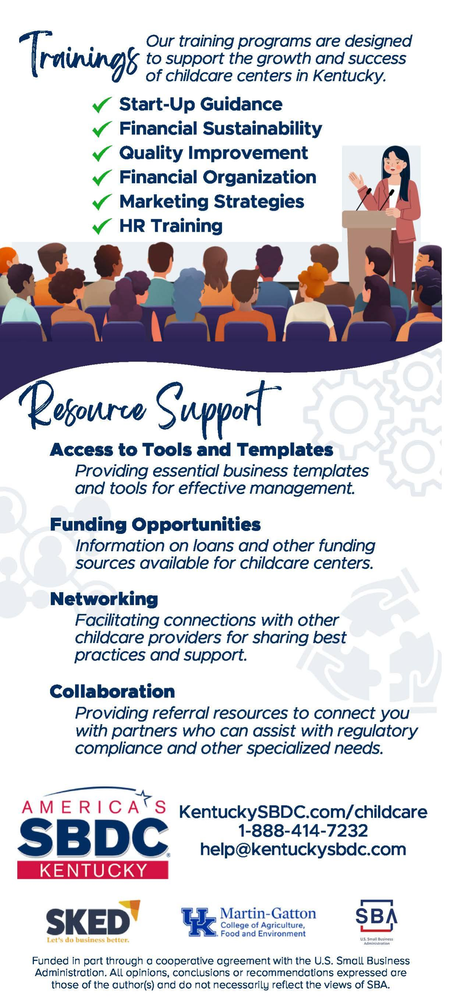 Trainings
Our training programs are designed
to support the growth and success
of childcare centers in Kentucky.
Start-Up Guidance
Financial Sustainability
Quality Improvement
Financial Organization
Marketing Strategies
HR Training
Resource Support
Access to Tools and Templates
Providing essential business templates
and tools for effective management.
Funding Opportunities
Information on loans and other funding
sources available for childcare centers.
Networking
Facilitating connections with other
childcare providers for sharing best
practices and support.
Collaboration
Providing referral resources to connect you
with partners who can assist with regulatory
compliance and other specialized needs.
AMERICA'S
SBDC®
KENTUCKY
KentuckySBDC.com/childcare
1-888-414-7232
help@kentuckysbdc.com
SKED
Let's do business better.
UK
Martin-Gatton
College of Agriculture,
Food and Environment
SBA
U.S. Small Business
Administration
Funded in part through a cooperative agreement with the U.S. Small Business
Administration. All opinions, conclusions or recommendations expressed are
those of the author(s) and do not necessarily reflect the views of SBA.